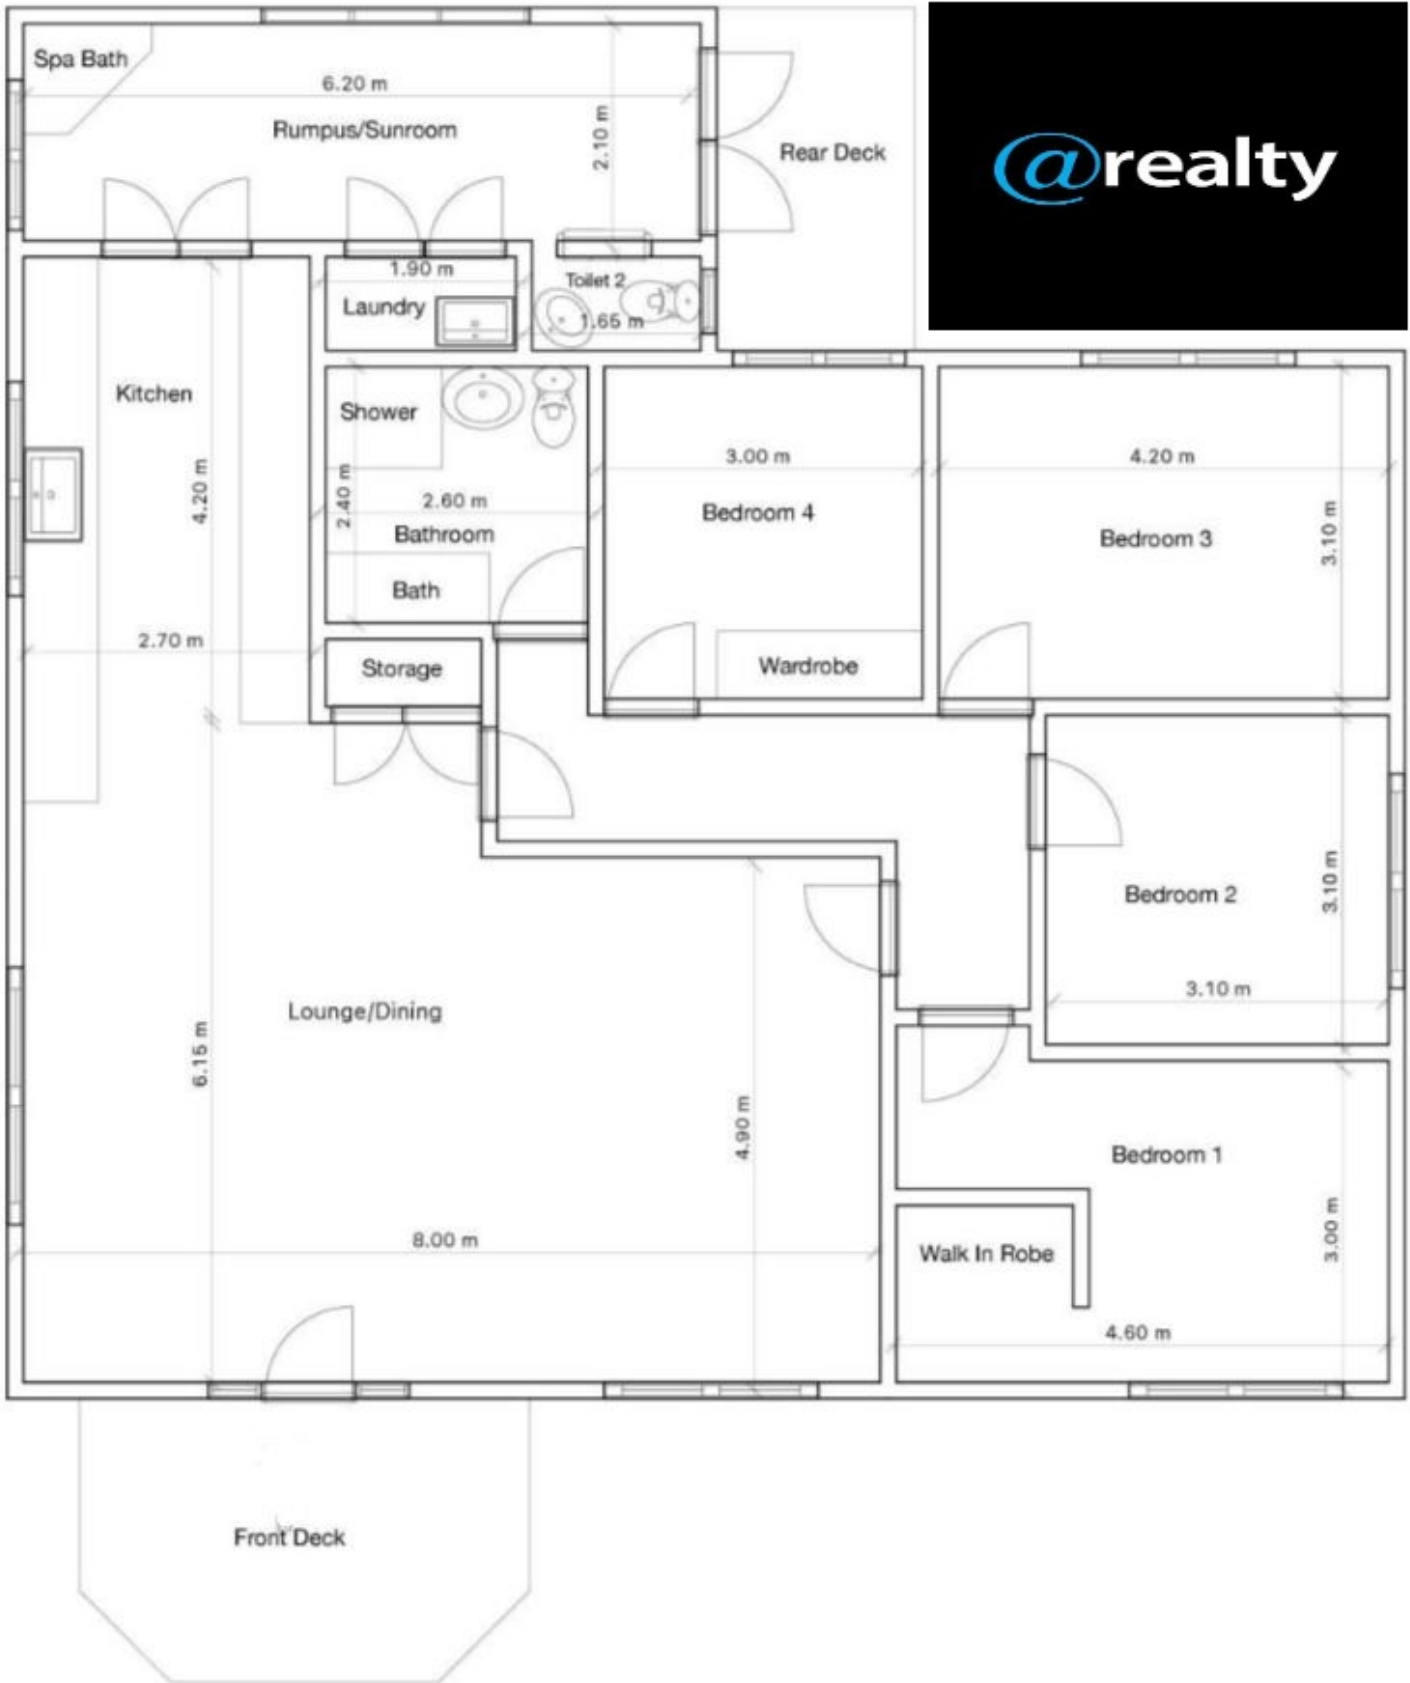 Spa Bath
6.20 m
Rumpus/Sunroom
2.10 m
Rear Deck
@realty
1.90 m
Laundry
Toilet 2
1.65 m
Kitchen
Shower
4.20 m
2.40 m
2.60 m
Bathroom
Bath
3.00 m
Bedroom 4
4.20 m
Bedroom 3
3.10 m
2.70 m
Storage
Wardrobe
Bedroom 2
3.10 m
3.10 m
Lounge/Dining
6.15 m
4.90 m
Bedroom 1
8.00 m
Walk In Robe
3.00 m
4.60 m
Front Deck